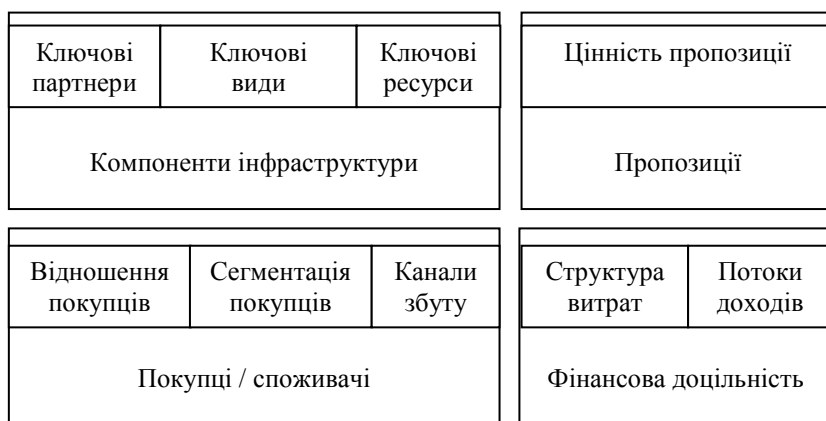 Ключові партнери
Ключові види
Ключові ресурси
Компоненти інфраструктури
Цінність пропозиції
Пропозиції
Відношення покупців
Сегментація покупців
Канали збуту
Покупці / споживачі
Структура витрат
Потоки доходів
Фінансова доцільність